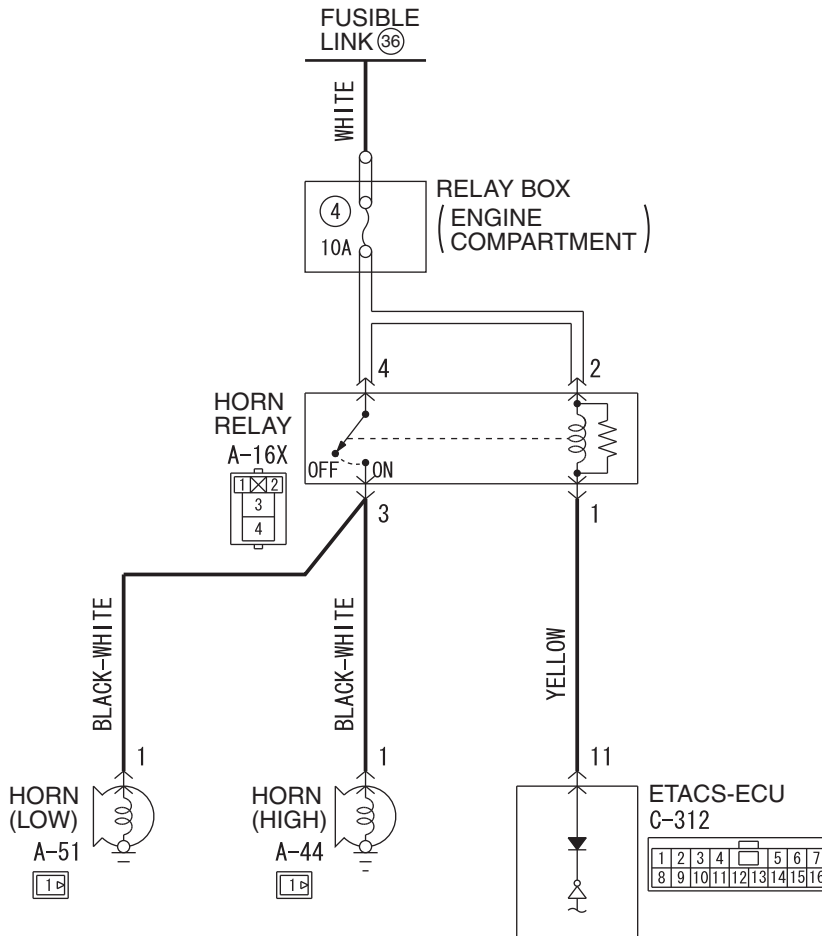 FUSIBLE
LINK 36
WHITE
4
10A
RELAY BOX
(ENGINE
COMPARTMENT)
4
2
HORN
RELAY
A-16X
1 2
3
4
OFF
ON
3
1
BLACK-WHITE
BLACK-WHITE
YELLOW
1
1
11
HORN
(LOW)
A-51
1
HORN
(HIGH)
A-44
1
ETACS-ECU
C-312
1 2 3 4 5 6 7
8 9 10 11 12 13 14 15 16